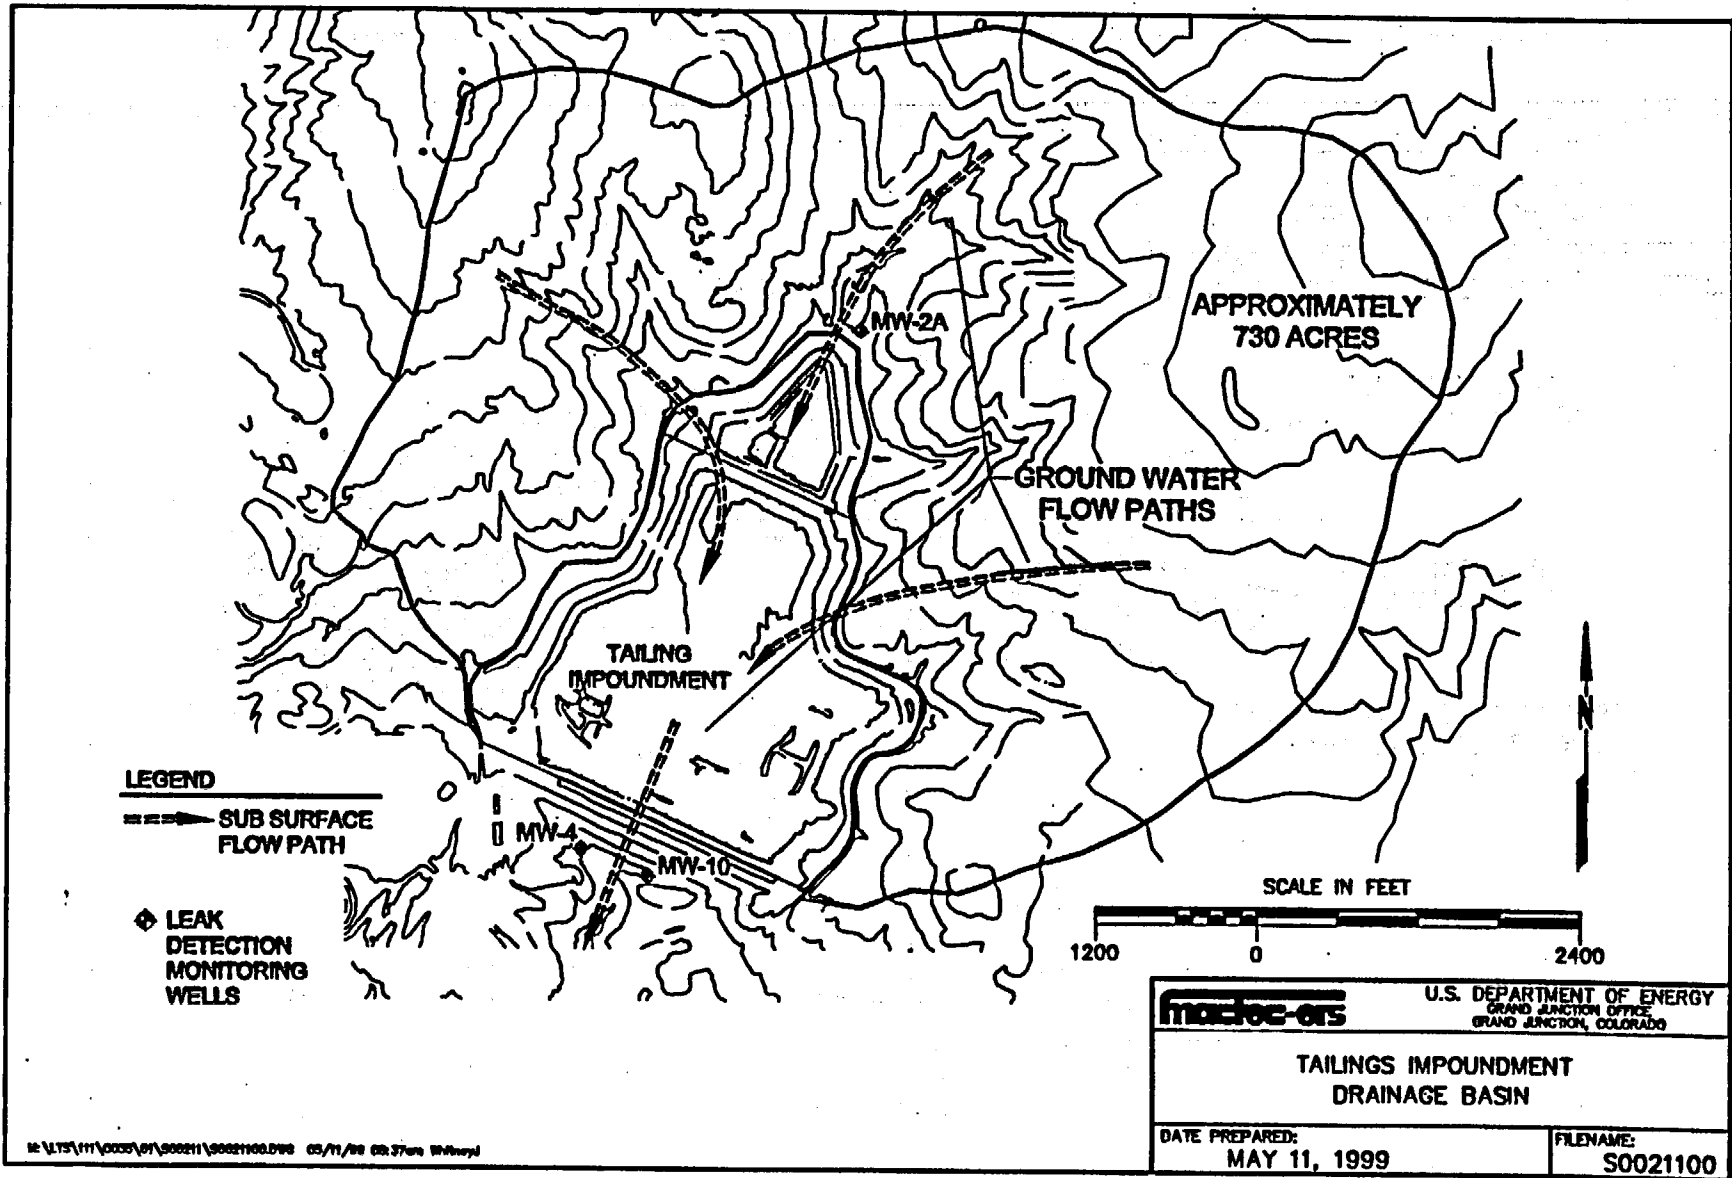 MW-2A
APPROXIMATELY
730 ACRES
GROUND WATER
FLOW PATHS
TAILING
IMPOUNDMENT
N
LEGEND
SUB SURFACE
FLOW PATH
MW-4
MW-10
LEAK
DETECTION
MONITORING
WELLS
SCALE IN FEET
1200 0 2400
mactec-ers
U.S. DEPARTMENT OF ENERGY
GRAND JUNCTION OFFICE
GRAND JUNCTION, COLORADO
TAILINGS IMPOUNDMENT
DRAINAGE BASIN
DATE PREPARED:
MAY 11, 1999
FILENAME:
S0021100